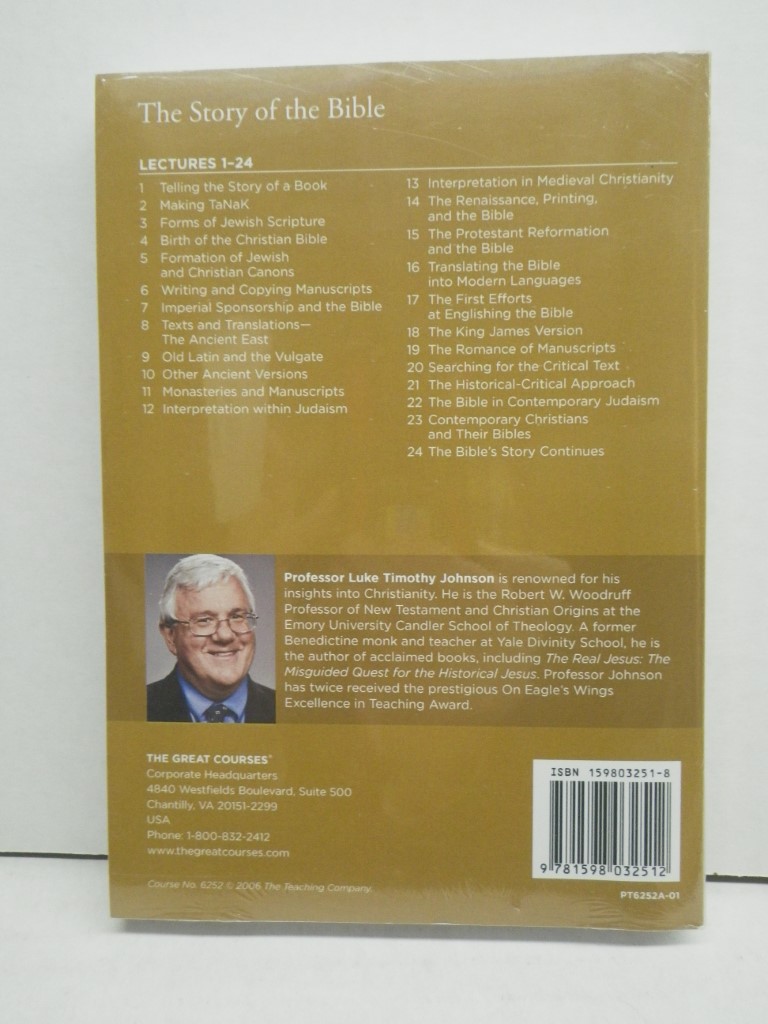 The Story of the Bible
LECTURES 1–24
1 Telling the Story of a Book
2 Making TaNaK
3 Forms of Jewish Scripture
4 Birth of the Christian Bible
5 Formation of Jewish
and Christian Canons
6 Writing and Copying Manuscripts
7 Imperial Sponsorship and the Bible
8 Texts and Translations—
The Ancient East
9 Old Latin and the Vulgate
10 Other Ancient Versions
11 Monasteries and Manuscripts
12 Interpretation within Judaism
13 Interpretation in Medieval Christianity
14 The Renaissance, Printing,
and the Bible
15 The Protestant Reformation
and the Bible
16 Translating the Bible
into Modern Languages
17 The First Efforts
at Englishing the Bible
18 The King James Version
19 The Romance of Manuscripts
20 Searching for the Critical Text
21 The Historical-Critical Approach
22 The Bible in Contemporary Judaism
23 Contemporary Christians
and Their Bibles
24 The Bible's Story Continues
Professor Luke Timothy Johnson is renowned for his
insights into Christianity. He is the Robert W. Woodruff
Professor of New Testament and Christian Origins at the
Emory University Candler School of Theology. A former
Benedictine monk and teacher at Yale Divinity School, he is
the author of acclaimed books, including The Real Jesus: The
Misguided Quest for the Historical Jesus. Professor Johnson
has twice received the prestigious On Eagle's Wings
Excellence in Teaching Award.
THE GREAT COURSES®
Corporate Headquarters
4840 Westfields Boulevard, Suite 500
Chantilly, VA 20151-2299
USA
Phone: 1-800-832-2412
www.thegreatcourses.com
Course No. 6252 © 2006 The Teaching Company.
ISBN 159803251-8
9 781598 032512
PT6252A-01